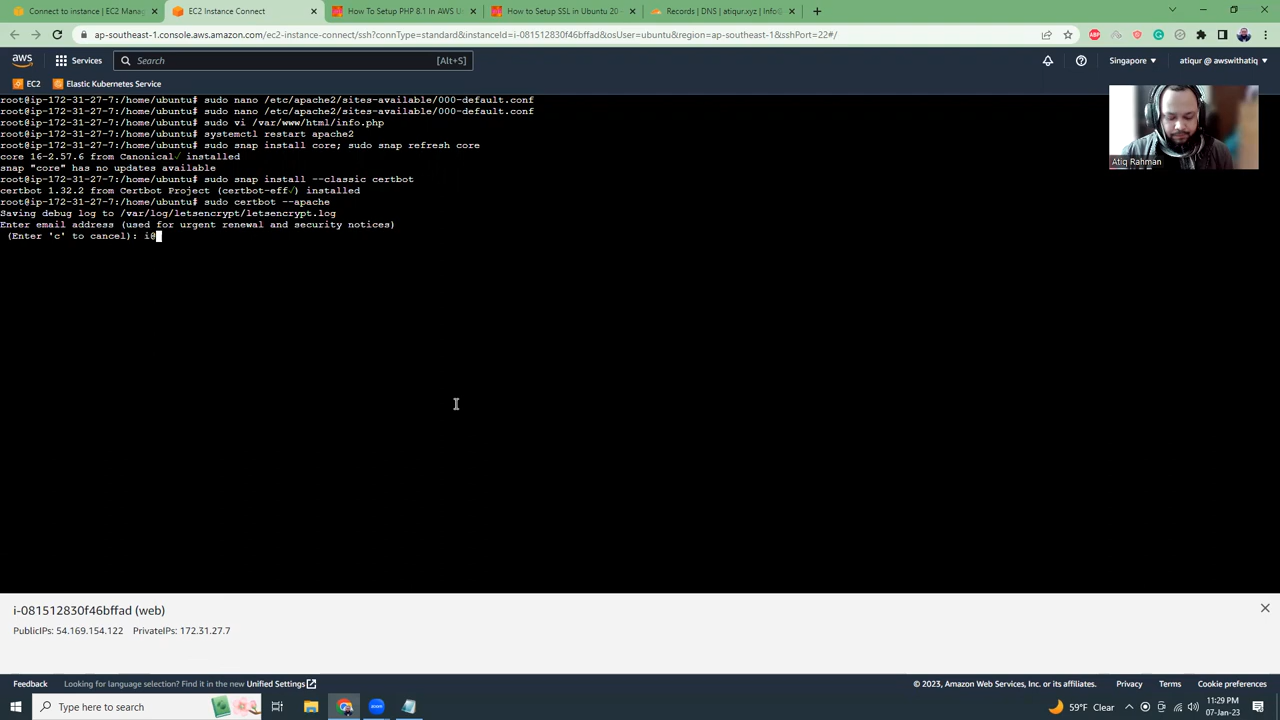 Connect to instance | EC2 Manag
EC2 Instance Connect
How To Setup PHP 8.1 In AWS U
How to Setup SSL in Ubuntu 20
Records | DNS | atiqur.xyz | Info@
ap-southeast-1.console.aws.amazon.com/ec2-instance-connect/ssh?connType=standard&instanceId=i-081512830f46bffad&osUser=ubuntu&region=ap-southeast-1&sshPort=22#/
aws
Services
Search
[Alt+S]
Singapore
atiqur @ awswithatiq
EC2
Elastic Kubernetes Service
root@ip-172-31-27-7:/home/ubuntu# sudo nano /etc/apache2/sites-available/000-default.conf
root@ip-172-31-27-7:/home/ubuntu# sudo nano /etc/apache2/sites-available/000-default.conf
root@ip-172-31-27-7:/home/ubuntu# sudo vi /var/www/html/info.php
root@ip-172-31-27-7:/home/ubuntu# systemctl restart apache2
root@ip-172-31-27-7:/home/ubuntu# sudo snap install core; sudo snap refresh core
core 16-2.57.6 from Canonical✓ installed
snap "core" has no updates available
root@ip-172-31-27-7:/home/ubuntu# sudo snap install --classic certbot
certbot 1.32.2 from Certbot Project (certbot-eff✓) installed
root@ip-172-31-27-7:/home/ubuntu# sudo certbot --apache
Saving debug log to /var/log/letsencrypt/letsencrypt.log
Enter email address (used for urgent renewal and security notices)
(Enter 'c' to cancel): i@
Atiq Rahman
i-081512830f46bffad (web)
PublicIPs: 54.169.154.122 PrivateIPs: 172.31.27.7
Feedback
Looking for language selection? Find it in the new Unified Settings
© 2023, Amazon Web Services, Inc. or its affiliates.
Privacy
Terms
Cookie preferences
Type here to search
zoom
59°F Clear
11:29 PM
07-Jan-23